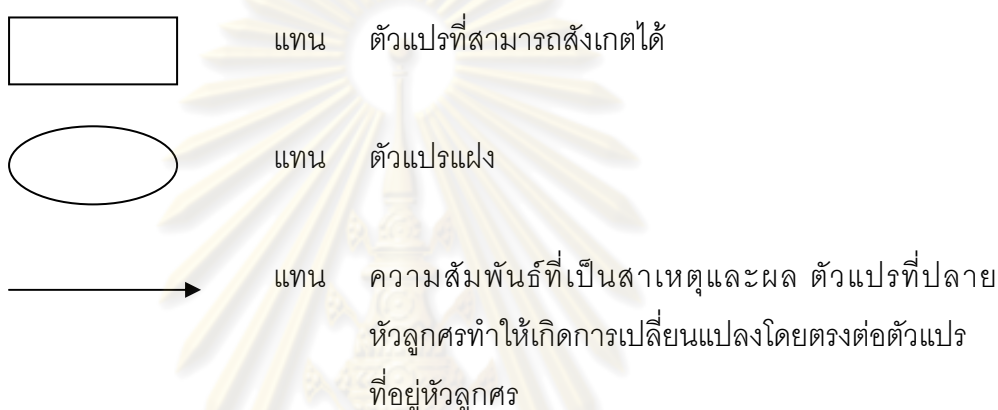 แทน ตัวแปรที่สามารถสังเกตได้
แทน ตัวแปรแฝง
แทน ความสัมพันธ์ที่เป็นสาเหตุและผล ตัวแปรที่ปลาย
หัวลูกศรทำให้เกิดการเปลี่ยนแปลงโดยตรงต่อตัวแปร
ที่อยู่หัวลูกศร